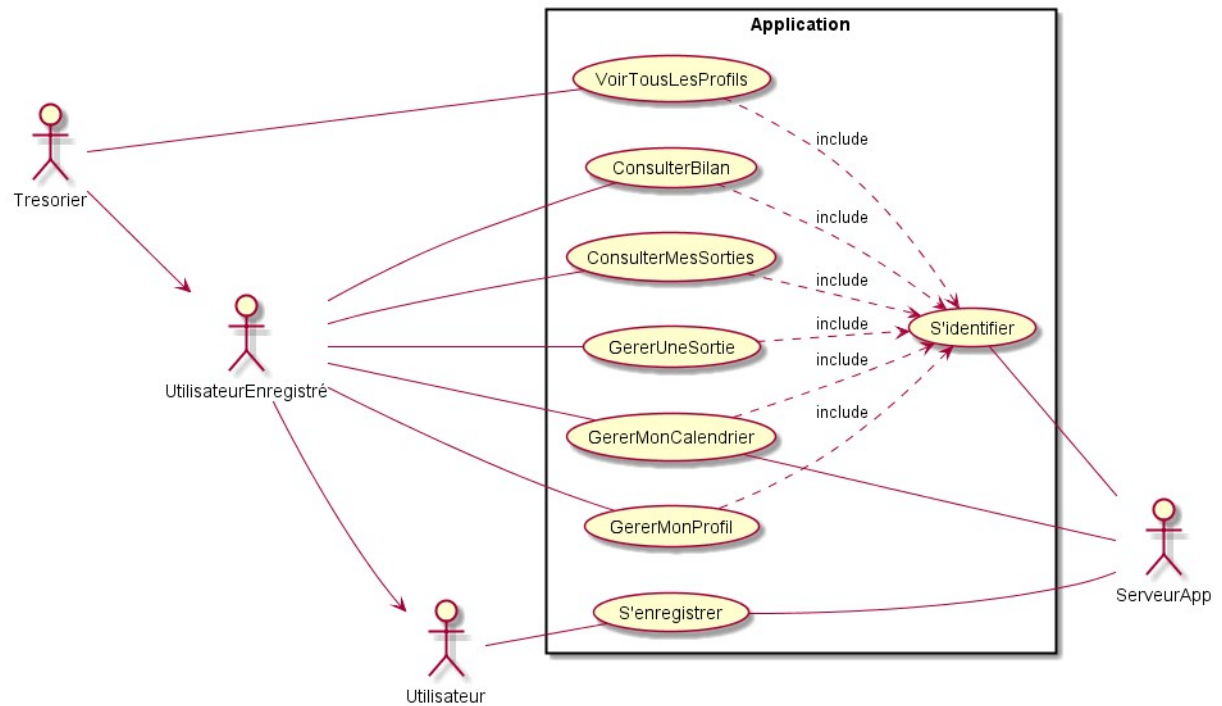 Application
VoirTousLesProfils
include
Tresorier
ConsulterBilan
include
ConsulterMesSorties
include
UtilisateurEnregistré
GererUneSortie
include
S'identifier
include
GererMonCalendrier
include
GererMonProfil
ServeurApp
S'enregistrer
Utilisateur